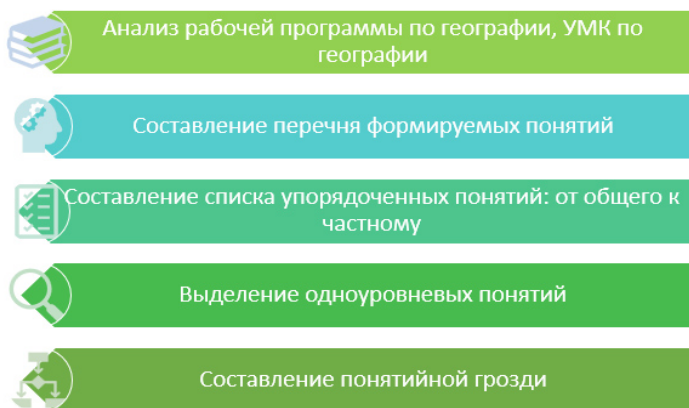 Анализ рабочей программы по географии, УМК по
географии
Составление перечня формируемых понятий
Составление списка упорядоченных понятий: от общего к
частному
Выделение одноуровневых понятий
Составление понятийной грозди